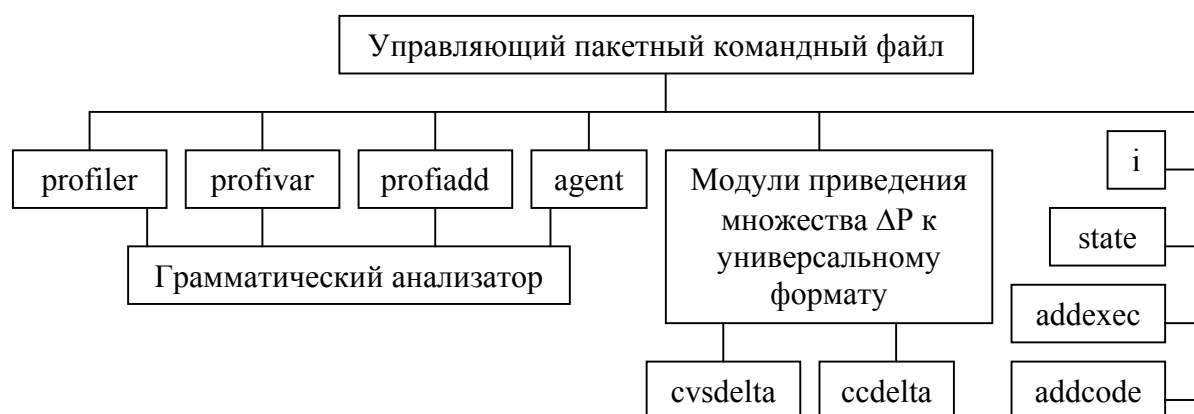 Управляющий пакетный командный файл
profiler
profivar
profiadd
agent
Модули приведения
множества ΔP к
универсальному
формату
i
state
addexec
addcode
Грамматический анализатор
cvsdelta
ccdelta